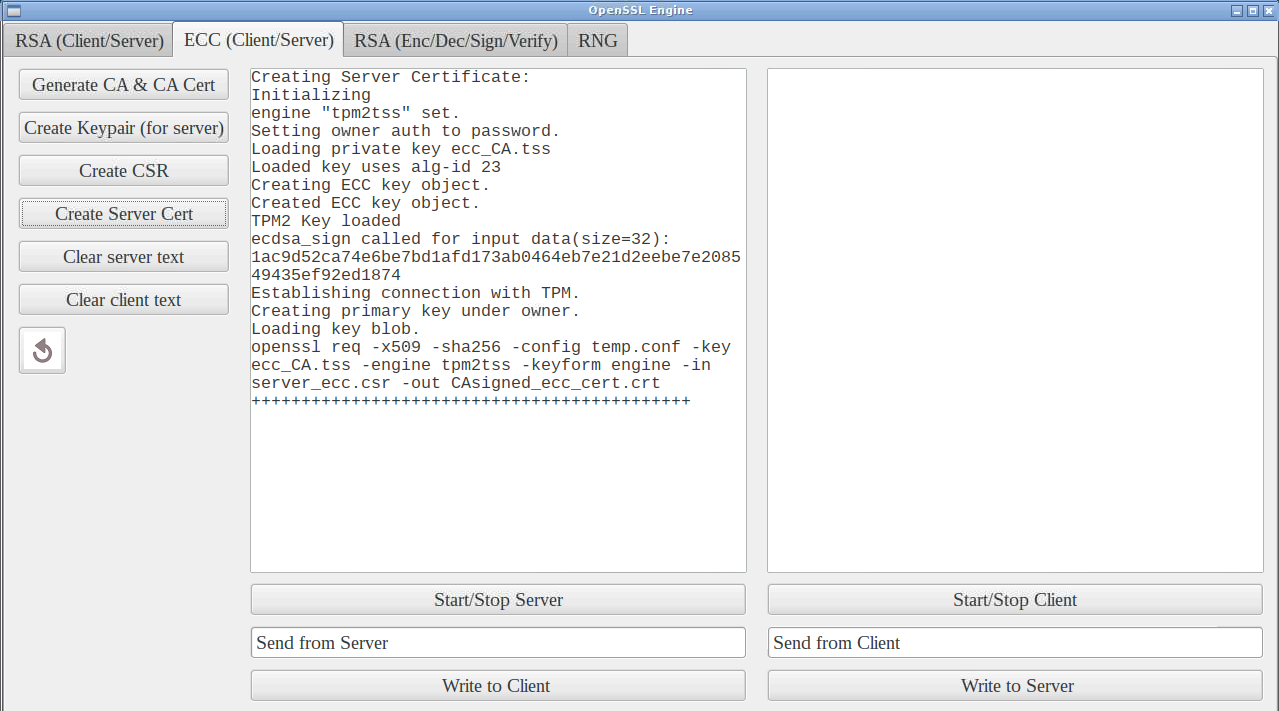 OpenSSL Engine
RSA (Client/Server)
ECC (Client/Server)
RSA (Enc/Dec/Sign/Verify)
RNG
Generate CA & CA Cert
Create Keypair (for server)
Create CSR
Create Server Cert
Clear server text
Clear client text
Creating Server Certificate:
Initializing
engine "tpm2tss" set.
Setting owner auth to password.
Loading private key ecc_CA.tss
Loaded key uses alg-id 23
Creating ECC key object.
Created ECC key object.
TPM2 Key loaded
ecdsa_sign called for input data(size=32):
1ac9d52ca74e6be7bd1afd173ab0464eb7e21d2eebe7e2085
49435ef92ed1874
Establishing connection with TPM.
Creating primary key under owner.
Loading key blob.
openssl req -x509 -sha256 -config temp.conf -key
ecc_CA.tss -engine tpm2tss -keyform engine -in
server_ecc.csr -out CAsigned_ecc_cert.crt
++++++++++++++++++++++++++++++++++++++++++++
Start/Stop Server
Send from Server
Write to Client
Start/Stop Client
Send from Client
Write to Server